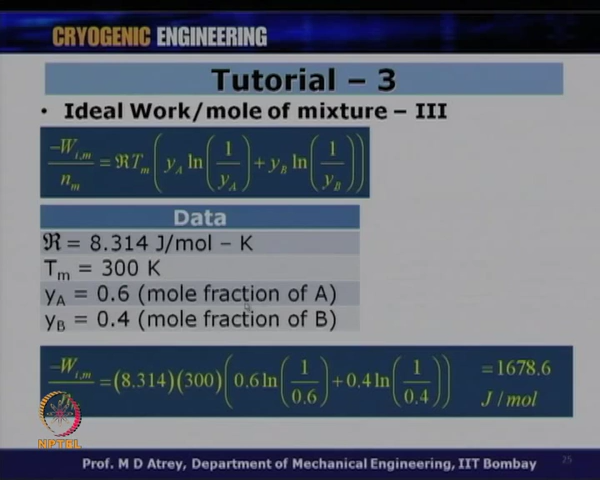 CRYOGENIC ENGINEERING
Tutorial – 3
• Ideal Work/mole of mixture – III
−W_{i,m}/n_m = ℜT_m ( y_A ln(1/y_A) + y_B ln(1/y_B) )
Data
ℜ = 8.314 J/mol – K
T_m = 300 K
y_A = 0.6 (mole fraction of A)
y_B = 0.4 (mole fraction of B)
−W_{i,m}/n = (8.314)(300) ( 0.6 ln(1/0.6) + 0.4 ln(1/0.4) ) = 1678.6 J / mol
NPTEL
Prof. M D Atrey, Department of Mechanical Engineering, IIT Bombay
25